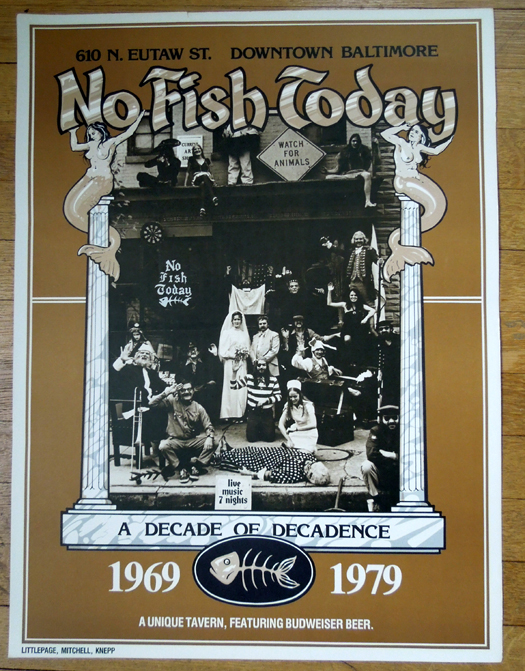 610 N. EUTAW ST. DOWNTOWN BALTIMORE
No Fish Today
WATCH
FOR
ANIMALS
No
Fish
Today
live
music
7 nights
A DECADE OF DECADENCE
1969 1979
A UNIQUE TAVERN, FEATURING BUDWEISER BEER.
LITTLEPAGE, MITCHELL, KNEPP